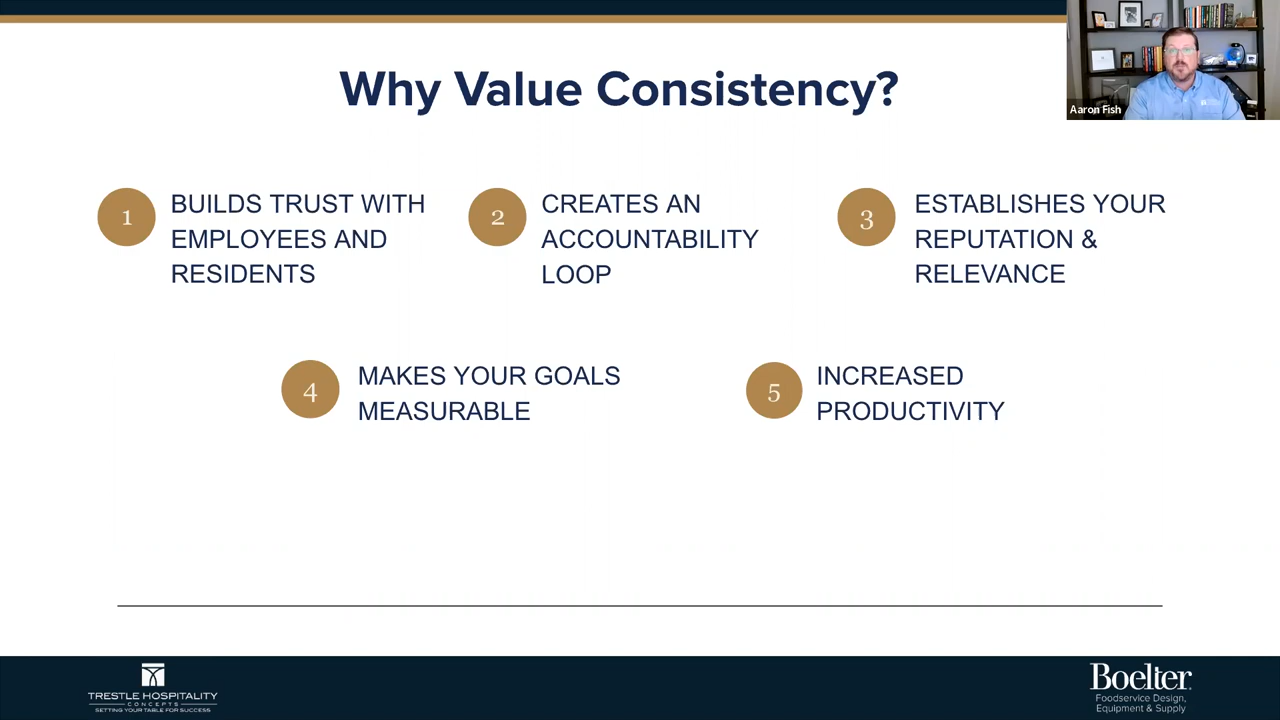 Why Value Consistency?
Aaron Fish
1
BUILDS TRUST WITH
EMPLOYEES AND
RESIDENTS
2
CREATES AN
ACCOUNTABILITY
LOOP
3
ESTABLISHES YOUR
REPUTATION &
RELEVANCE
4
MAKES YOUR GOALS
MEASURABLE
5
INCREASED
PRODUCTIVITY
TRESTLE HOSPITALITY
CONCEPTS
SETTING YOUR TABLE FOR SUCCESS
Boelter
Foodservice Design,
Equipment & Supply